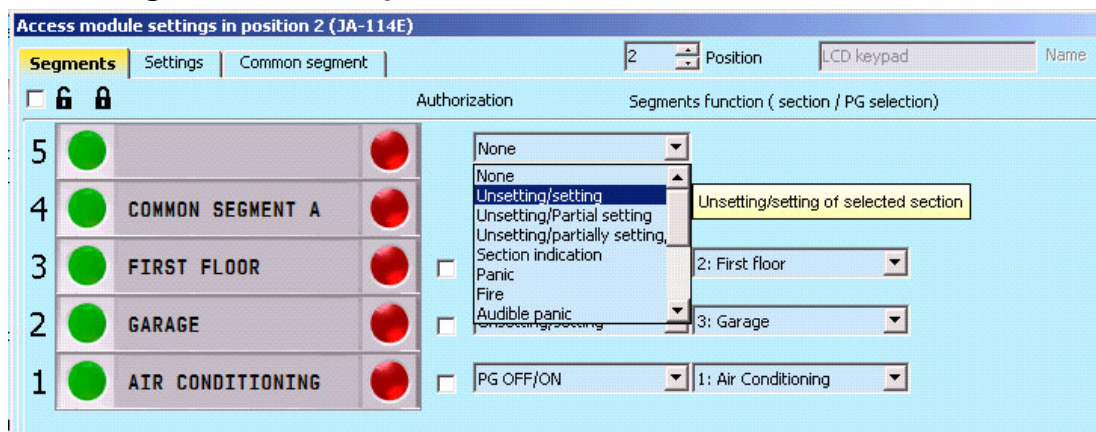 Access module settings in position 2 (JA-114E)
Segments Settings Common segment 2 Position LCD keypad Name
Authorization Segments function ( section / PG selection)
5 None
None
Unsetting/setting Unsetting/setting of selected section
4 COMMON SEGMENT A Unsetting/Partial setting
Unsetting/partially setting,
3 FIRST FLOOR Section indication 2: First floor
Panic
Fire
Audible panic
2 GARAGE Unsetting/setting 3: Garage
1 AIR CONDITIONING PG OFF/ON 1: Air Conditioning